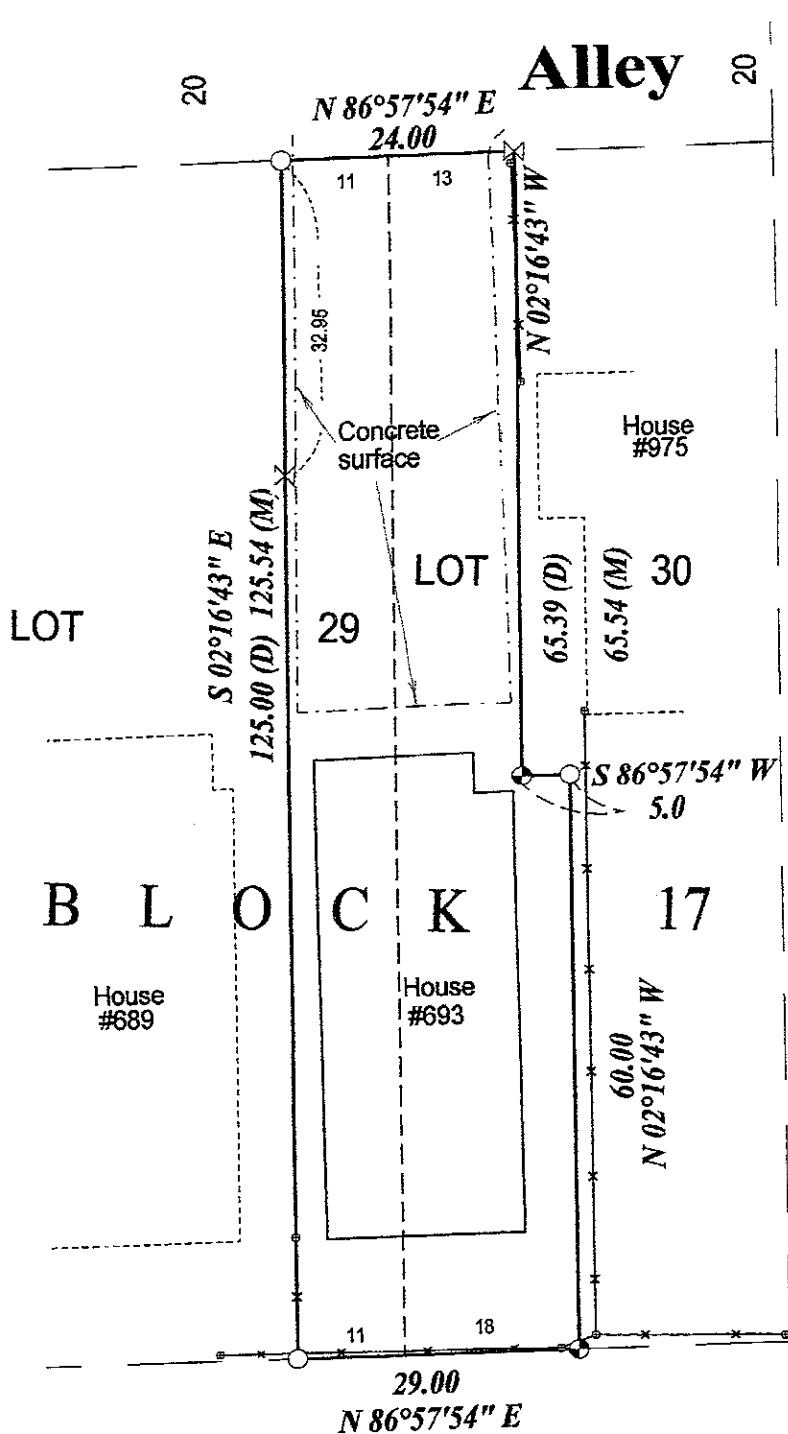 Alley
20
20
N 86°57'54" E
24.00
11
13
N 02°16'43" W
32.95
Concrete
surface
House
#975
S 02°16'43" E
125.00 (D) 125.54 (M)
LOT
LOT
29
65.39 (D)
65.54 (M)
30
S 86°57'54" W
5.0
B L O C K 17
House
#689
House
#693
60.00
N 02°16'43" W
11
18
29.00
N 86°57'54" E